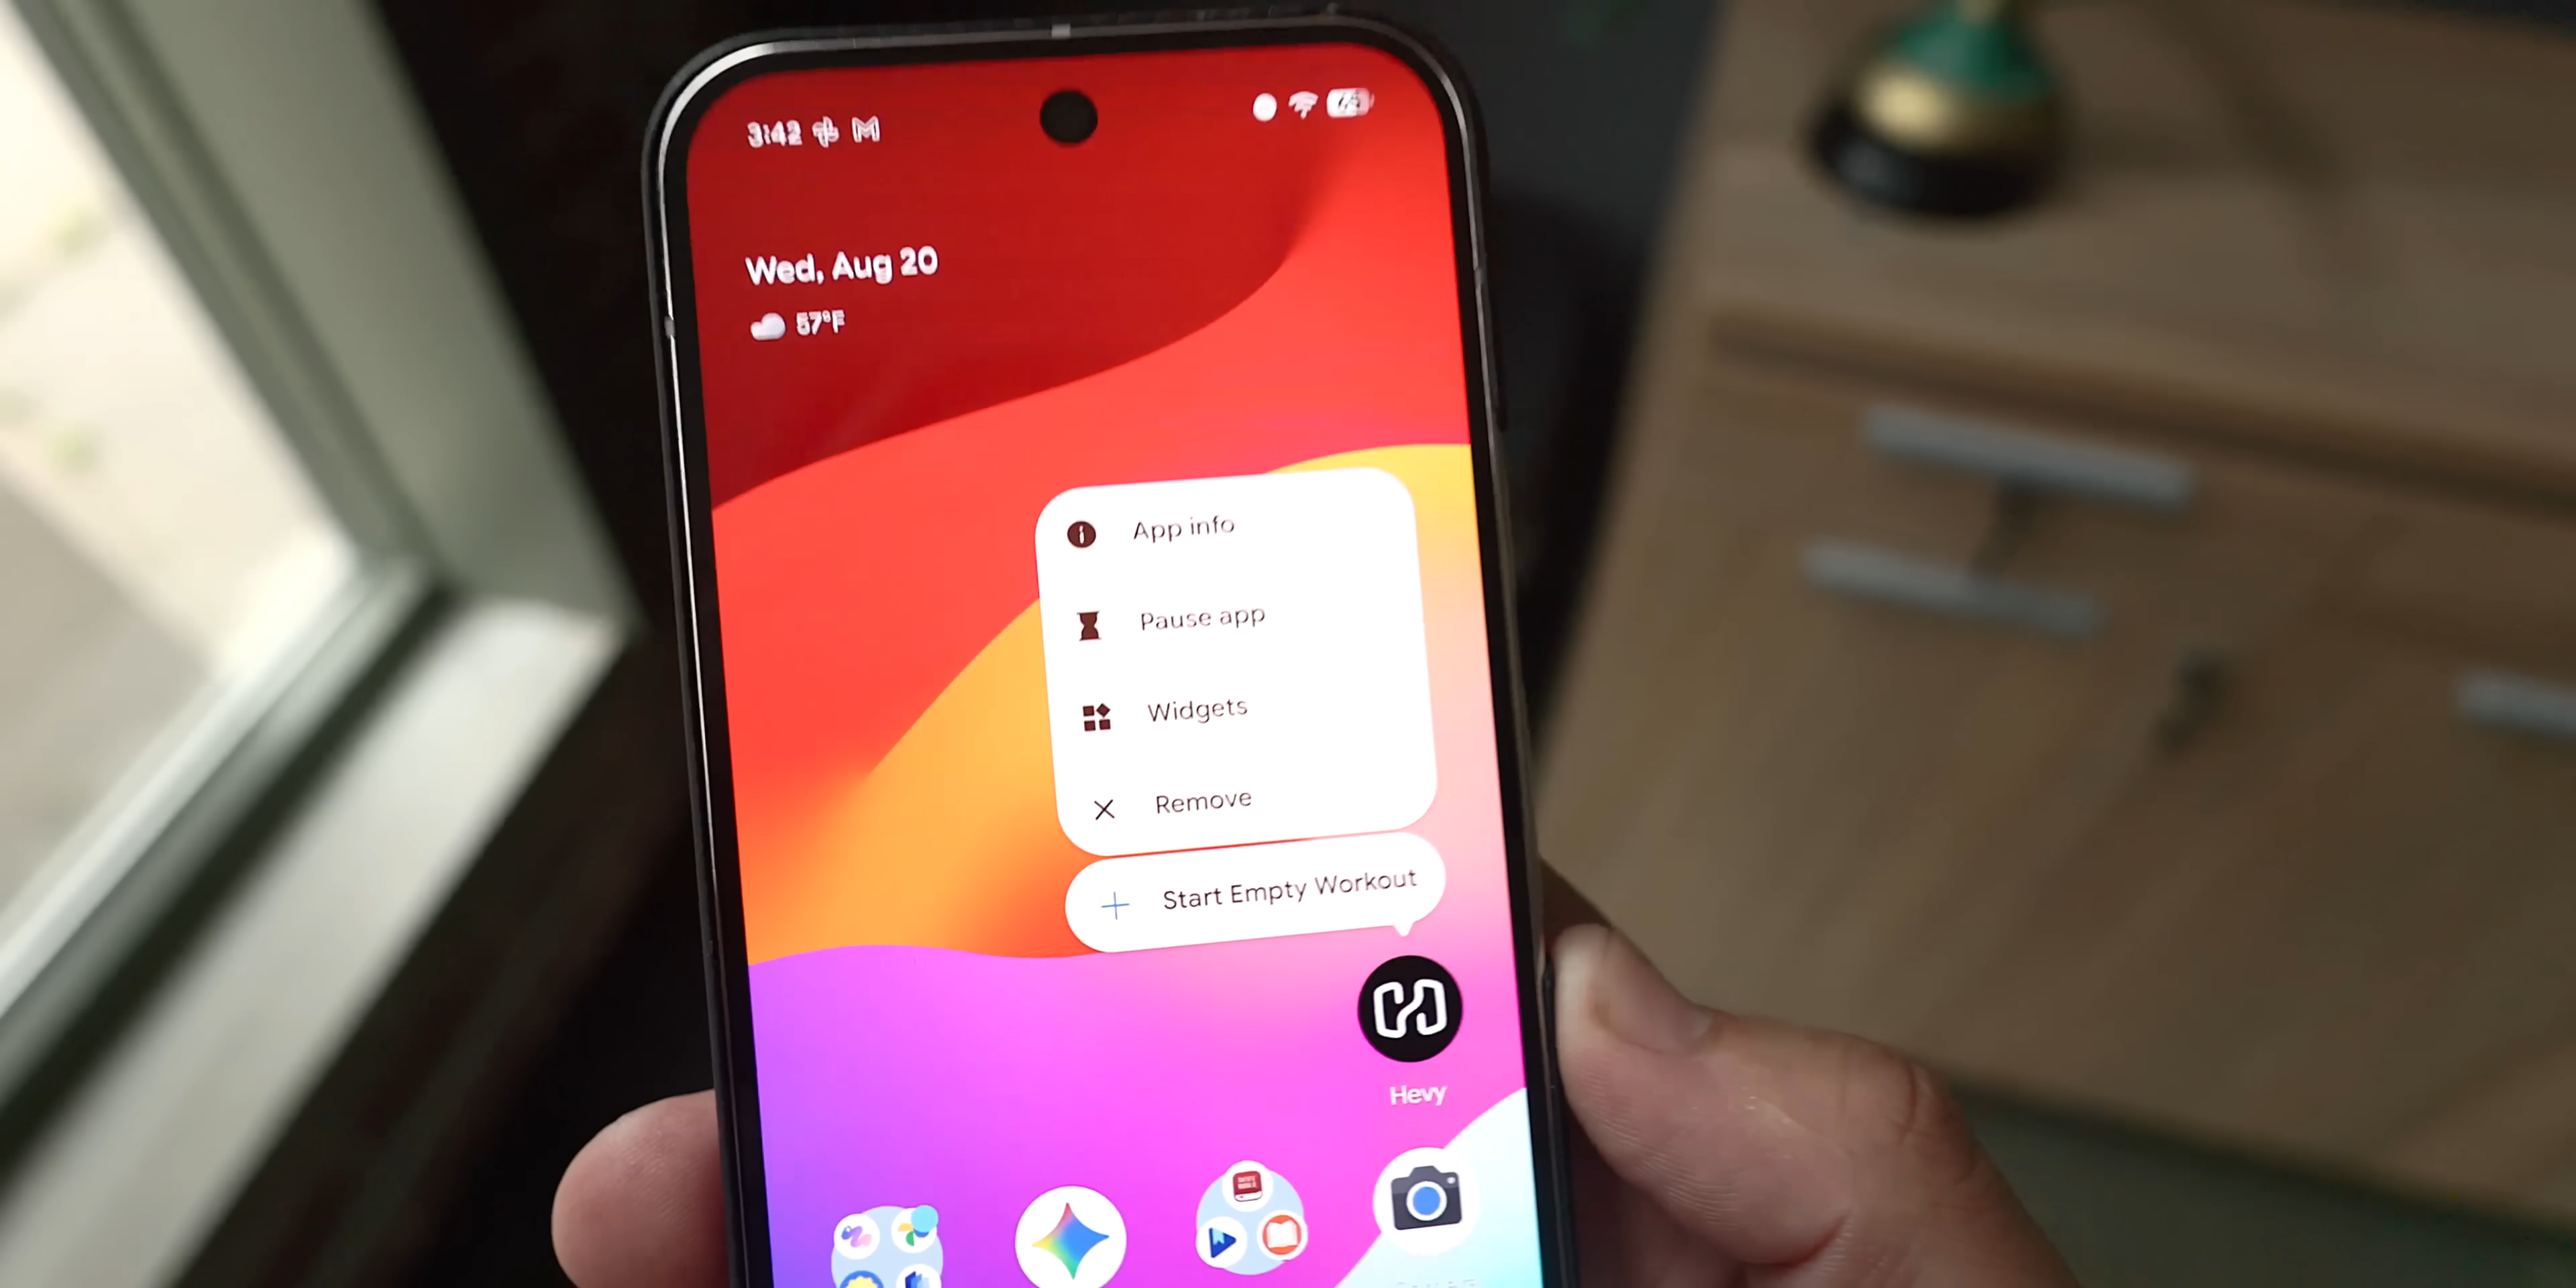 3:42
Wed, Aug 20
57°F
App info
Pause app
Widgets
Remove
Start Empty Workout
Hevy